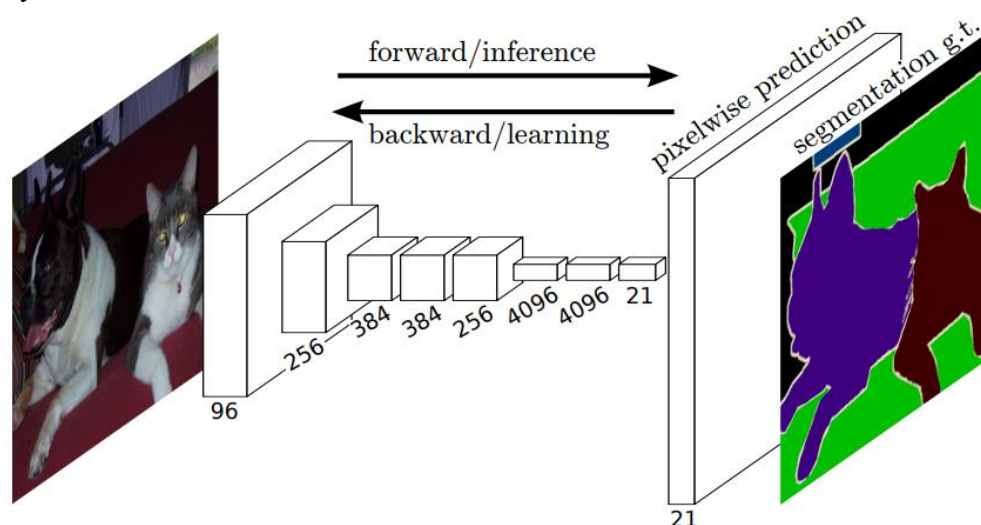 forward/inference
backward/learning
pixelwise prediction
segmentation g.t.
96
256
384
384
256
4096
4096
21
21